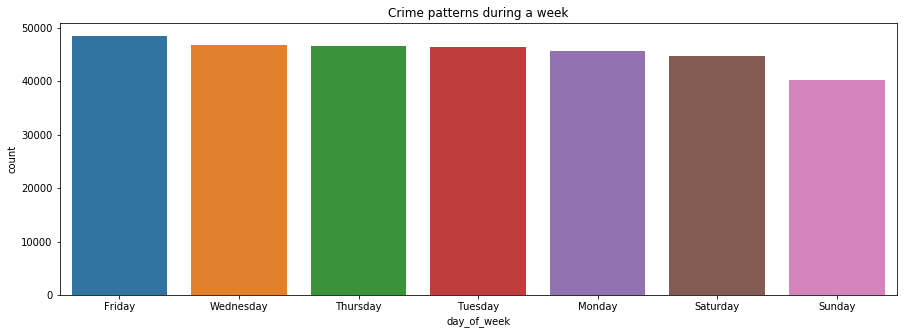 Crime patterns during a week
count
50000
40000
30000
20000
10000
0
Friday Wednesday Thursday Tuesday Monday Saturday Sunday
day_of_week